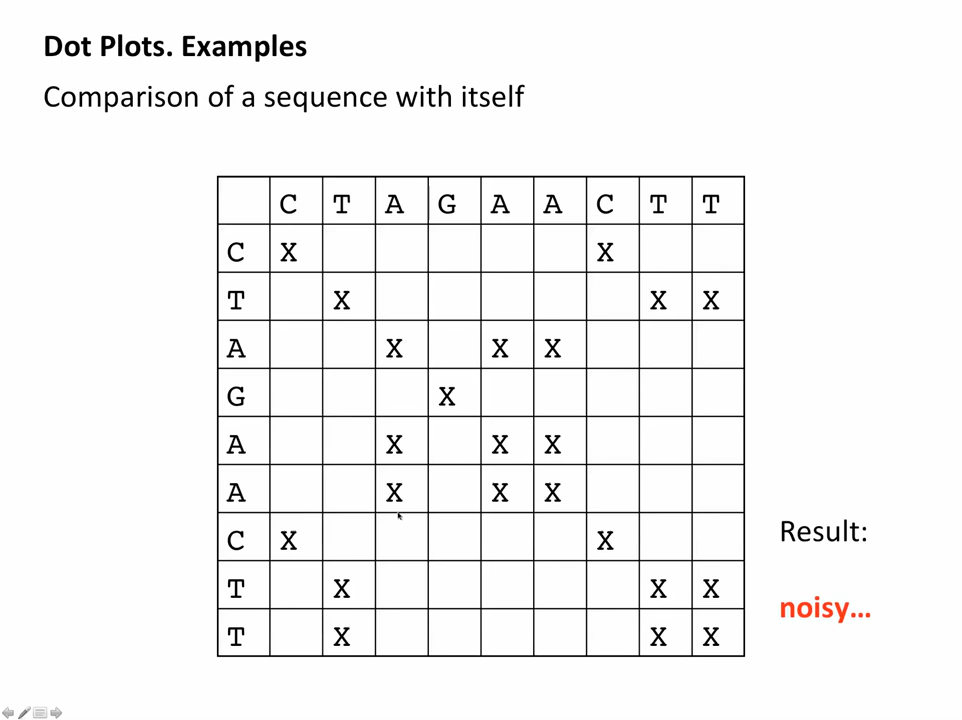 Dot Plots. Examples
Comparison of a sequence with itself
C T A G A A C T T
C X X
T X X X
A X X X
G X
A X X X
A X X X
C X X
T X X X
T X X X
Result:
noisy…